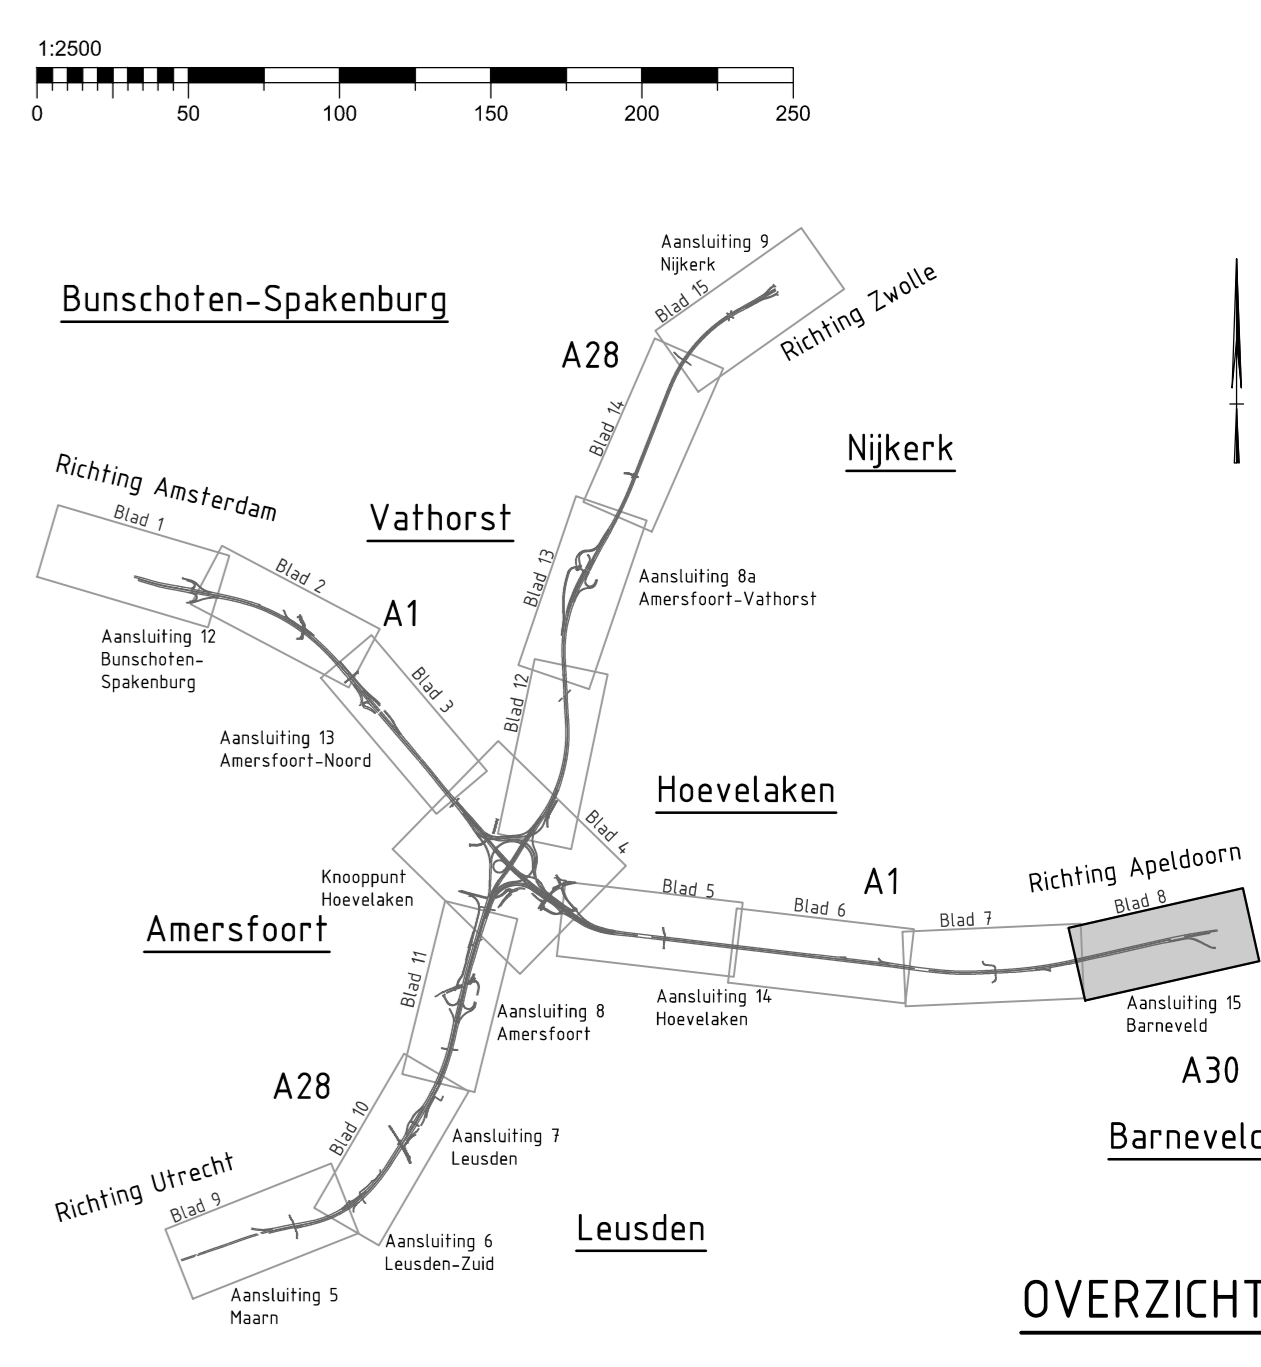 1:2500
0 50 100 150 200 250
Aansluiting 9
Nijkerk
Blad 15
Richting Zwolle
Bunschoten-Spakenburg
A28
Blad 14
Nijkerk
Richting Amsterdam
Blad 1
Vathorst
Blad 2
Blad 13
Aansluiting 8a
Amersfoort-Vathorst
A1
Aansluiting 12
Bunschoten-
Spakenburg
Blad 3
Blad 12
Aansluiting 13
Amersfoort-Noord
Hoevelaken
Blad 4
Knooppunt
Hoevelaken
Blad 5
A1
Richting Apeldoorn
Blad 6
Blad 7
Blad 8
Amersfoort
Blad 11
Aansluiting 8
Amersfoort
Aansluiting 14
Hoevelaken
Aansluiting 15
Barneveld
A28
A30
Blad 10
Aansluiting 7
Leusden
Barneveld
Richting Utrecht
Blad 9
Leusden
Aansluiting 6
Leusden-Zuid
Aansluiting 5
Maarn
OVERZICHT